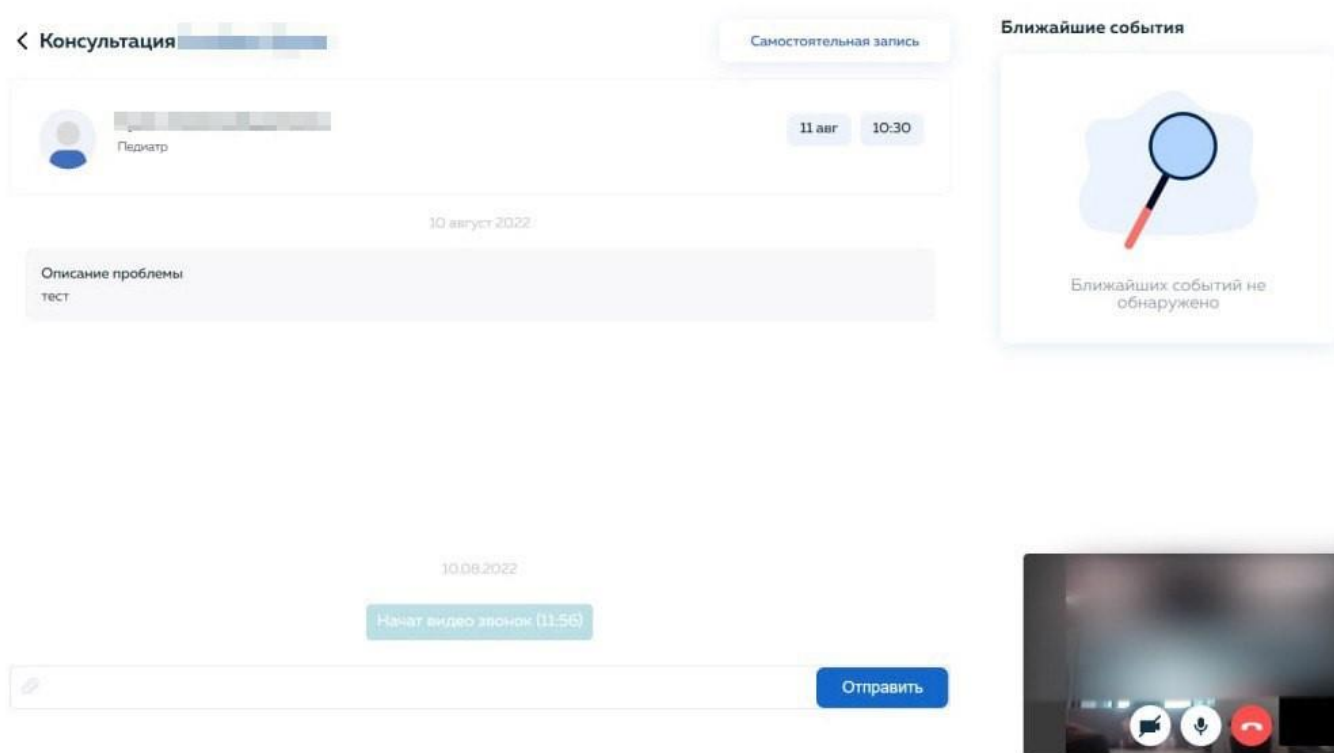 Консультация
Самостоятельная запись
Педиатр
11 авг 10:30
10 август 2022
Описание проблемы
тест
10.08.2022
Начат видео звонок (11:56)
Отправить
Ближайшие события
Ближайших событий не
обнаружено